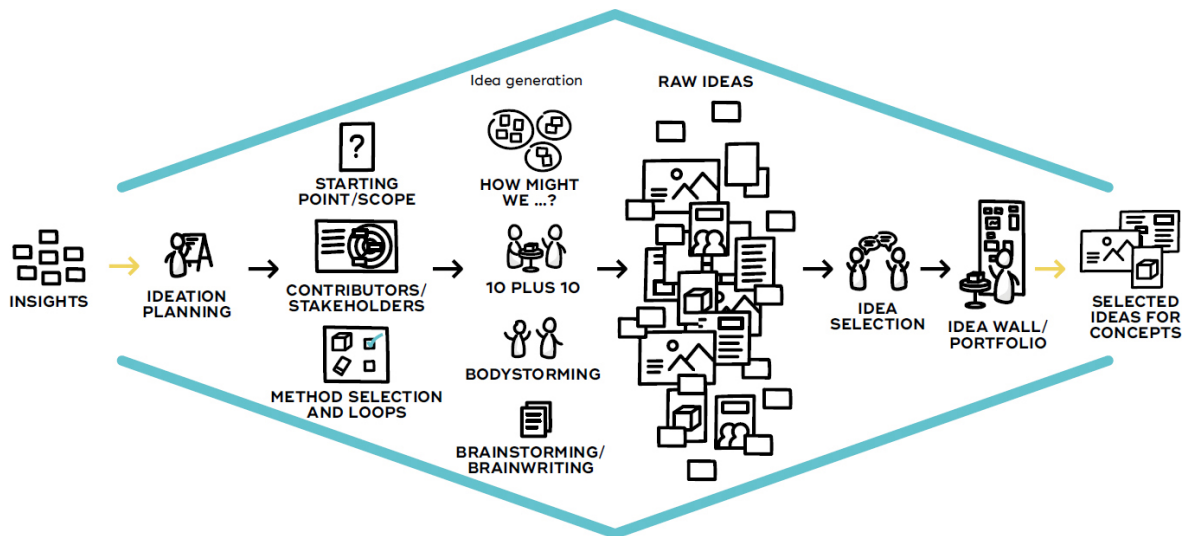 INSIGHTS
IDEATION
PLANNING
?
STARTING
POINT/SCOPE
CONTRIBUTORS/
STAKEHOLDERS
METHOD SELECTION
AND LOOPS
Idea generation
HOW MIGHT
WE ...?
10 PLUS 10
BODYSTORMING
BRAINSTORMING/
BRAINWRITING
RAW IDEAS
IDEA
SELECTION
IDEA WALL/
PORTFOLIO
SELECTED
IDEAS FOR
CONCEPTS